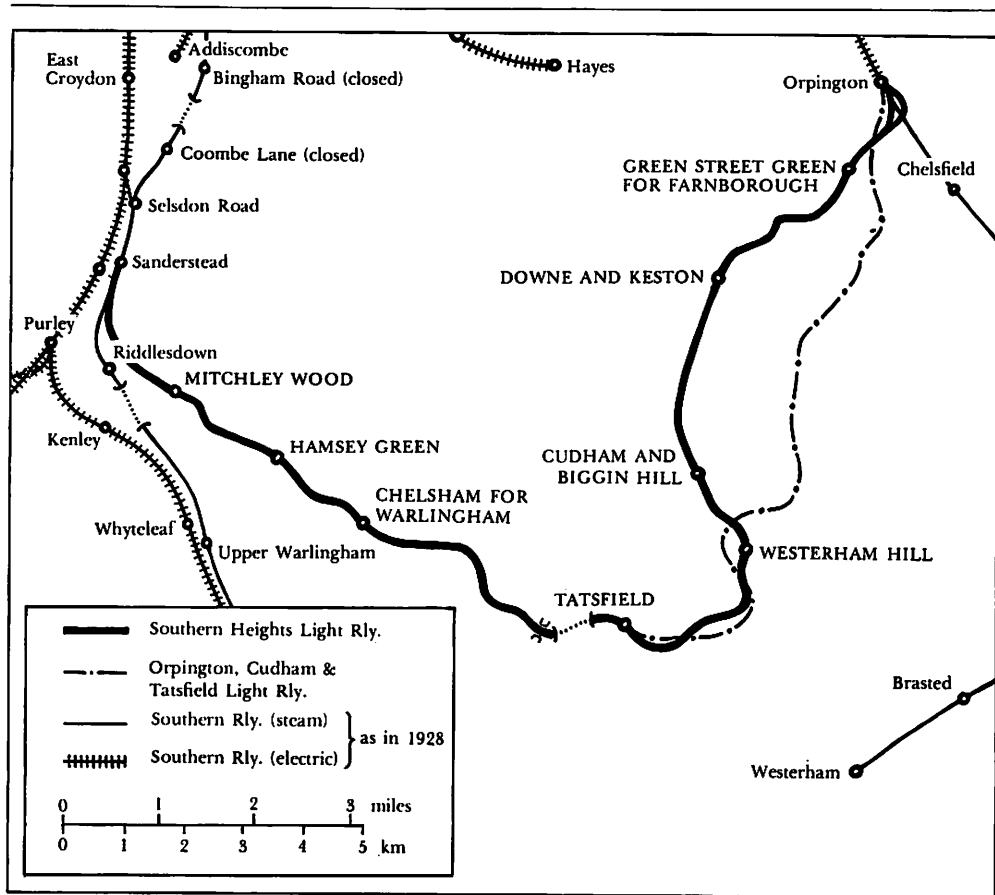 Addiscombe
East
Croydon
Bingham Road (closed)
Hayes
Orpington
Coombe Lane (closed)
GREEN STREET GREEN
FOR FARNBOROUGH
Chelsfield
Selsdon Road
Sanderstead
DOWNE AND KESTON
Purley
Riddlesdown
MITCHLEY WOOD
Kenley
HAMSEY GREEN
CUDHAM AND
BIGGIN HILL
CHELSHAM FOR
WARLINGHAM
Whyteleaf
Upper Warlingham
WESTERHAM HILL
TATSFIELD
Southern Heights Light Rly.
Orpington, Cudham &
Tatsfield Light Rly.
Southern Rly. (steam)
as in 1928
Southern Rly. (electric)
Brasted
Westerham
0 1 2 3 miles
0 1 2 3 4 5
km